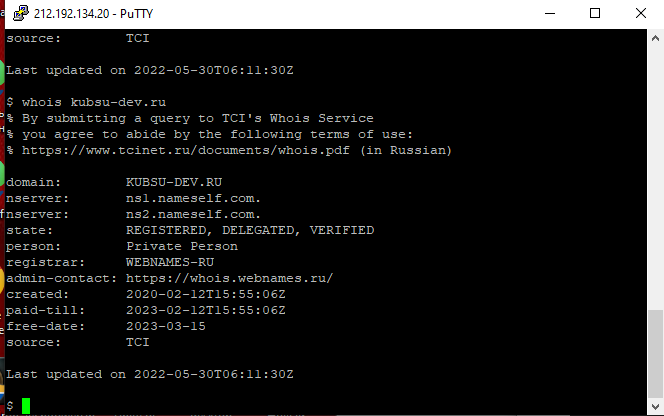 212.192.134.20 - PuTTY
source:        TCI
Last updated on 2022-05-30T06:11:30Z
$ whois kubsu-dev.ru
% By submitting a query to TCI's Whois Service
% you agree to abide by the following terms of use:
% https://www.tcinet.ru/documents/whois.pdf (in Russian)
domain:        KUBSU-DEV.RU
nserver:       ns1.nameself.com.
nserver:       ns2.nameself.com.
state:         REGISTERED, DELEGATED, VERIFIED
person:        Private Person
registrar:     WEBNAMES-RU
admin-contact: https://whois.webnames.ru/
created:       2020-02-12T15:55:06Z
paid-till:     2023-02-12T15:55:06Z
free-date:     2023-03-15
source:        TCI
Last updated on 2022-05-30T06:11:30Z
$